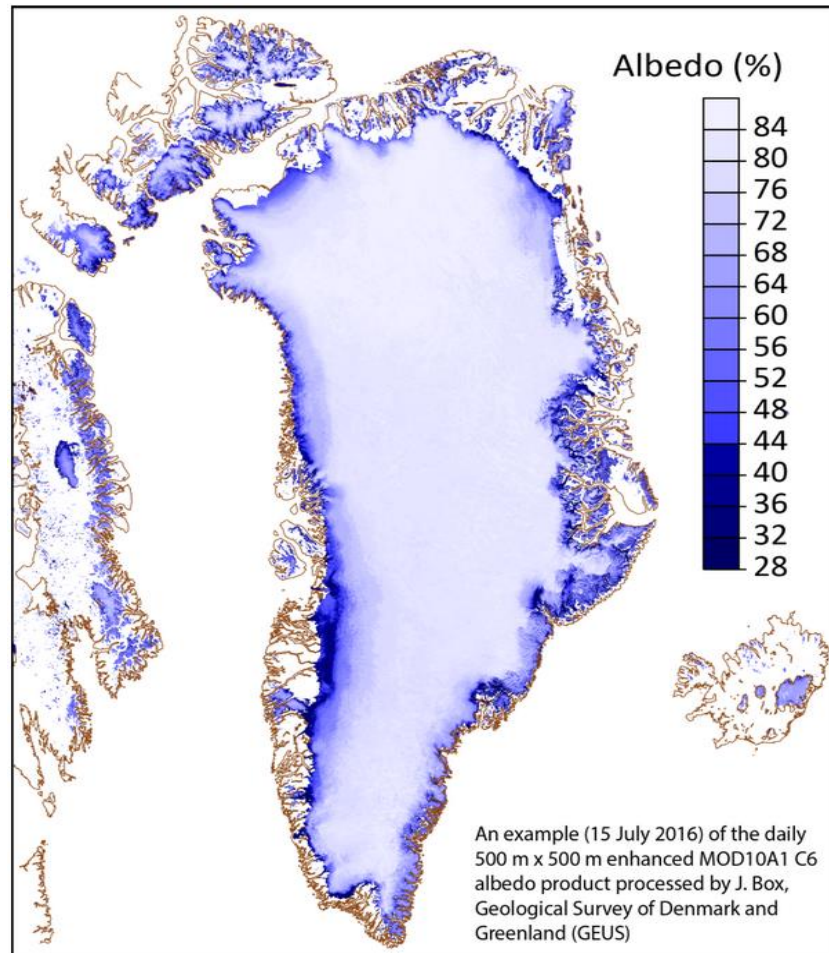 Albedo (%)
84
80
76
72
68
64
60
56
52
48
44
40
36
32
28
An example (15 July 2016) of the daily
500 m x 500 m enhanced MOD10A1 C6
albedo product processed by J. Box,
Geological Survey of Denmark and
Greenland (GEUS)